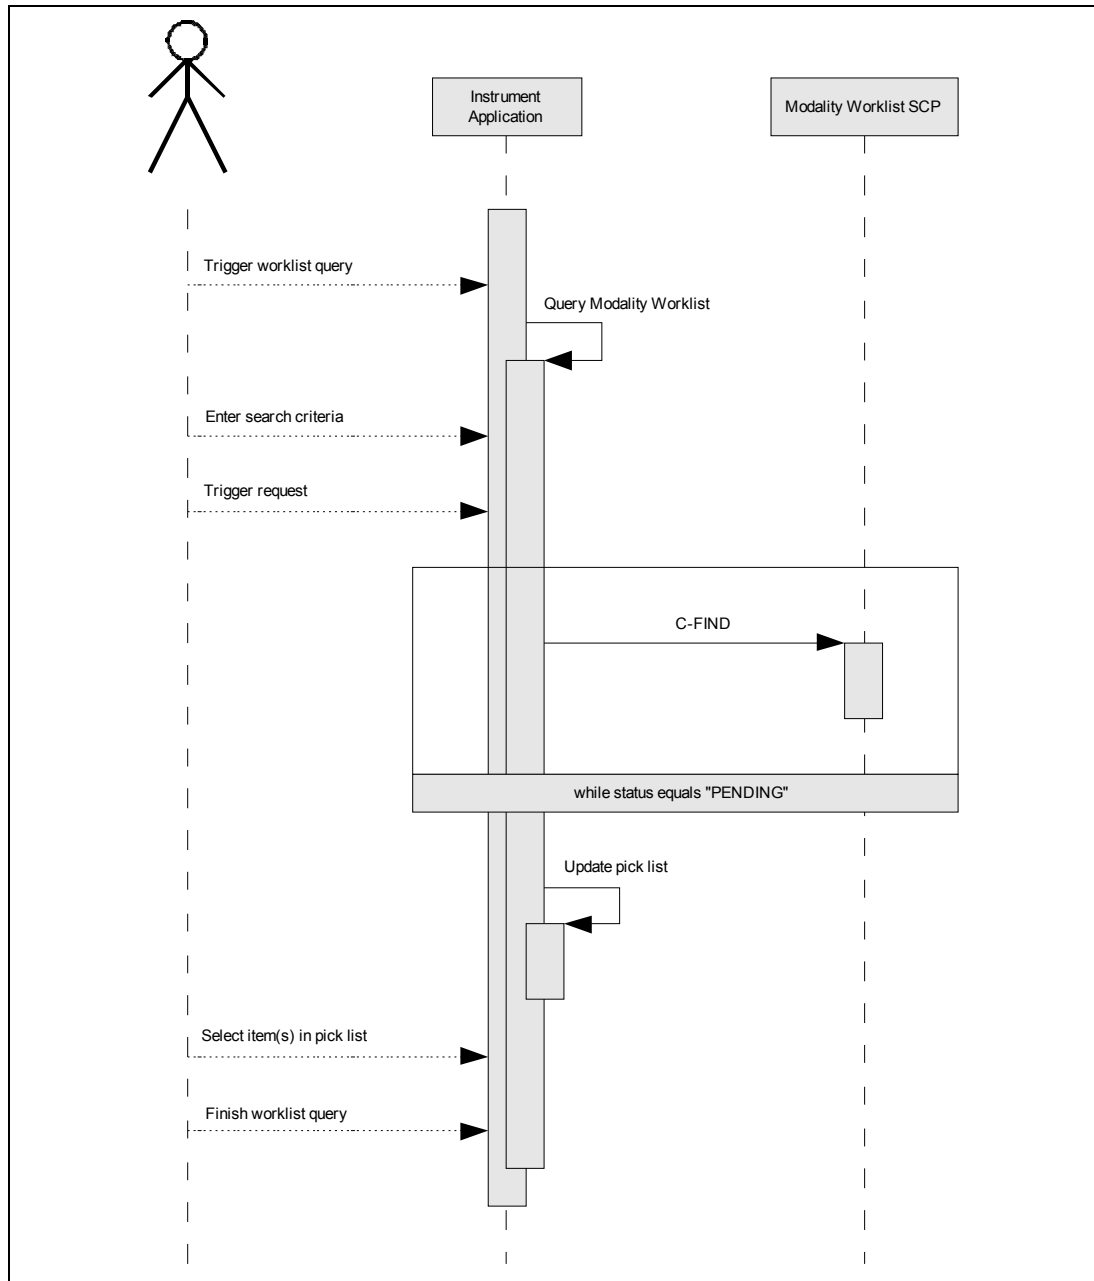 Instrument
Application
Modality Worklist SCP
Trigger worklist query
Query Modality Worklist
Enter search criteria
Trigger request
C-FIND
while status equals "PENDING"
Update pick list
Select item(s) in pick list
Finish worklist query